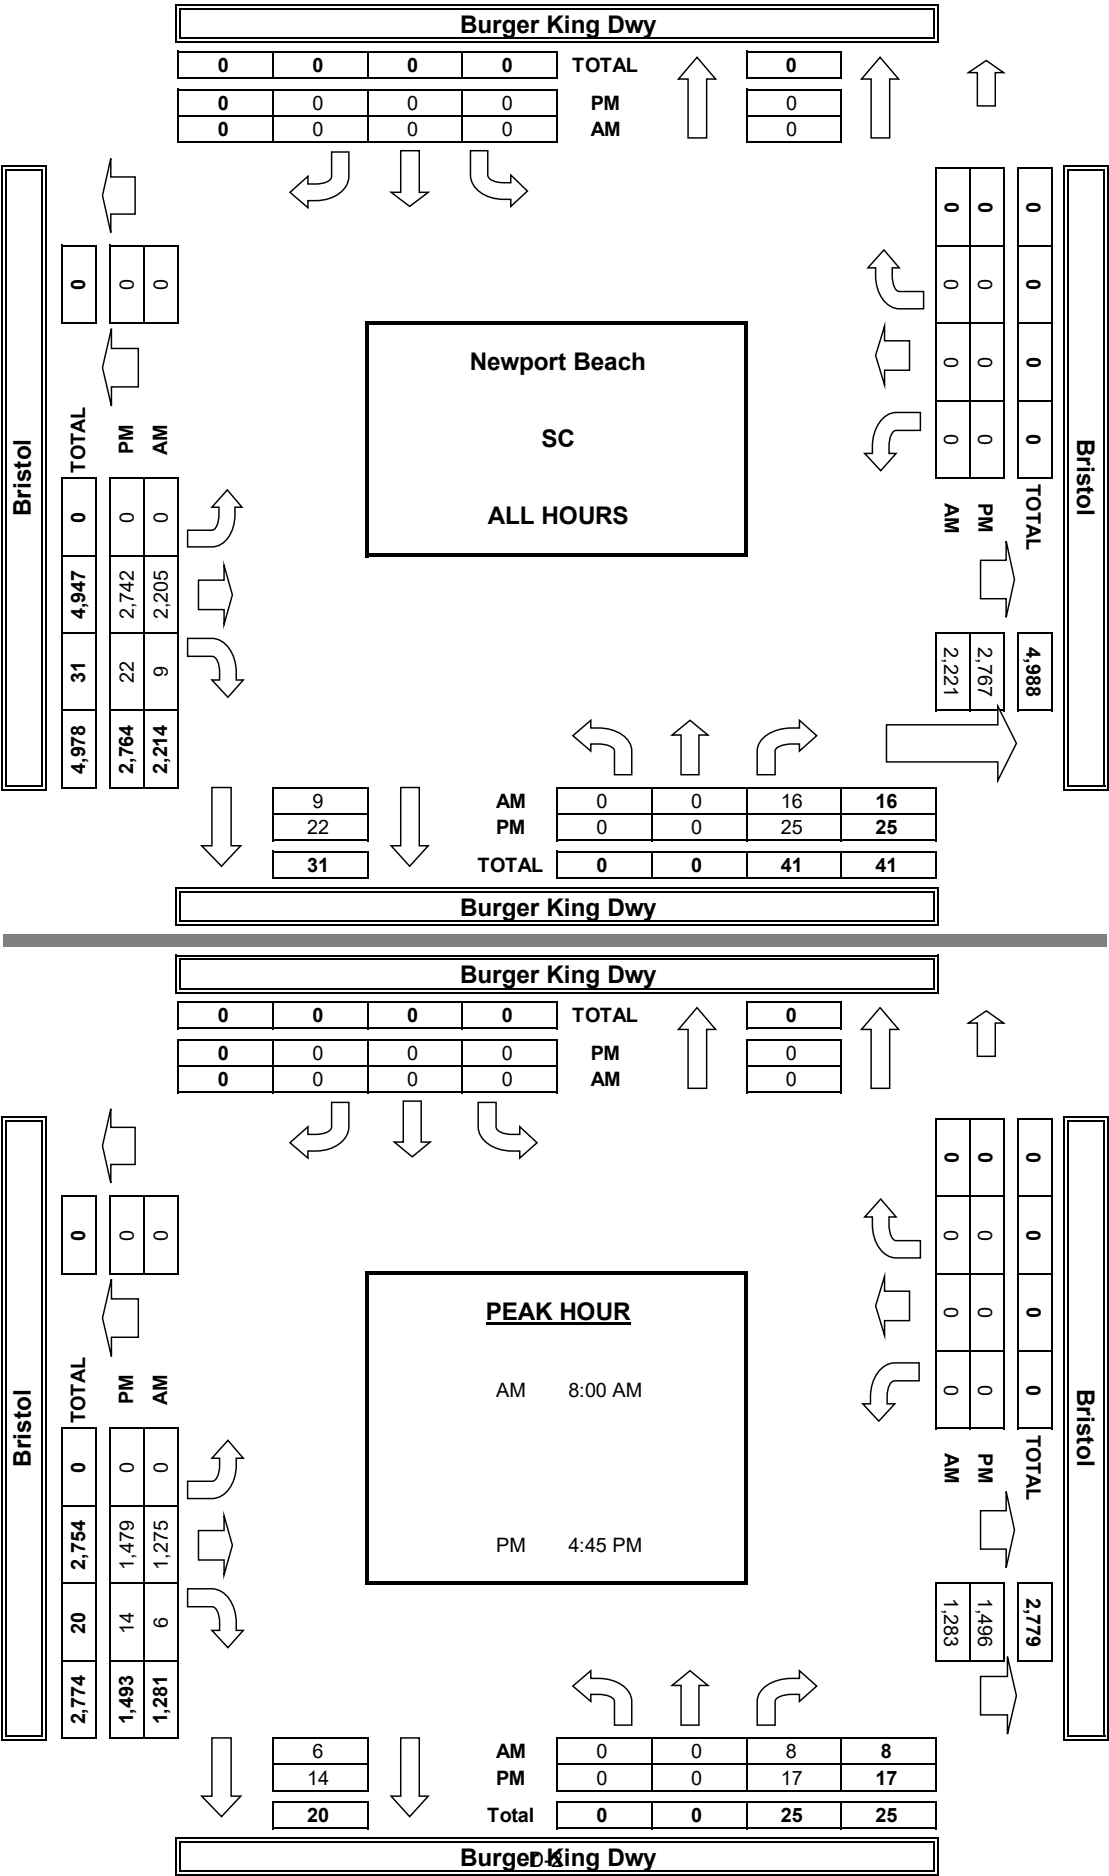 Burger King Dwy
0 0 0 0 TOTAL 0
0 0 0 0 PM 0
0 0 0 0 AM 0
Bristol
0 0 0
TOTAL PM AM
0 0 0
4,947 2,742 2,205
31 22 9
4,978 2,764 2,214
Newport Beach
SC
ALL HOURS
0 0 0
0 0 0
0 0 0
0 0 0
AM PM TOTAL
2,221 2,767 4,988
Bristol
9 AM 0 0 16 16
22 PM 0 0 25 25
31 TOTAL 0 0 41 41
Burger King Dwy
Burger King Dwy
0 0 0 0 TOTAL 0
0 0 0 0 PM 0
0 0 0 0 AM 0
Bristol
0 0 0
TOTAL PM AM
0 0 0
2,754 1,479 1,275
20 14 6
2,774 1,493 1,281
PEAK HOUR
AM 8:00 AM
PM 4:45 PM
0 0 0
0 0 0
0 0 0
0 0 0
AM PM TOTAL
1,283 1,496 2,779
Bristol
6 AM 0 0 8 8
14 PM 0 0 17 17
20 Total 0 0 25 25
Burger King Dwy
D-2